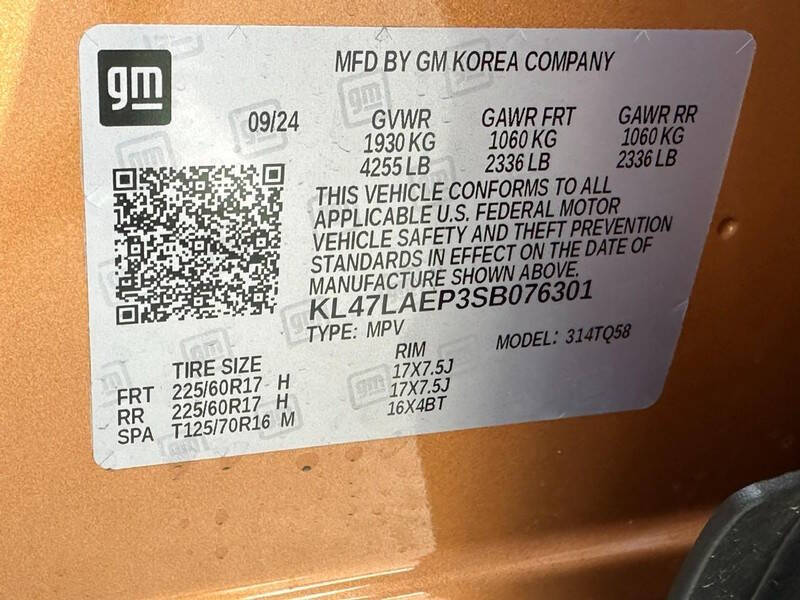 gm
MFD BY GM KOREA COMPANY
09/24 GVWR GAWR FRT GAWR RR
1930 KG 1060 KG 1060 KG
4255 LB 2336 LB 2336 LB
THIS VEHICLE CONFORMS TO ALL
APPLICABLE U.S. FEDERAL MOTOR
VEHICLE SAFETY AND THEFT PREVENTION
STANDARDS IN EFFECT ON THE DATE OF
MANUFACTURE SHOWN ABOVE.
KL47LAEP3SB076301
TYPE: MPV MODEL: 314TQ58
TIRE SIZE RIM
FRT 225/60R17 H 17X7.5J
RR 225/60R17 H 17X7.5J
SPA T125/70R16 M 16X4BT